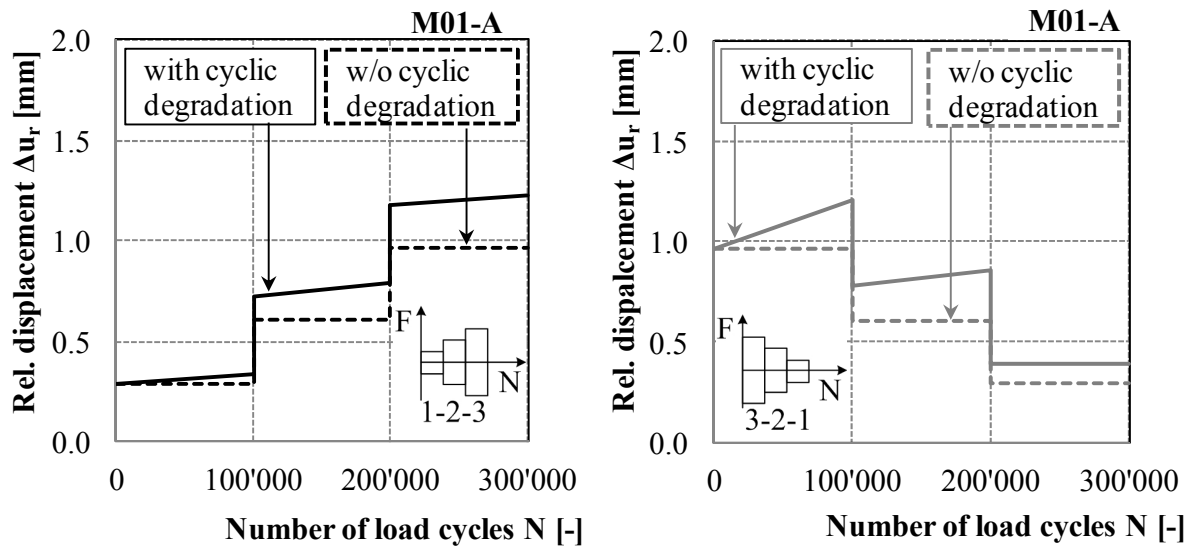 M01-A
Rel. displacement Δuᵣ [mm]
2.0
1.5
1.0
0.5
0.0
with cyclic
degradation
w/o cyclic
degradation
F
N
1-2-3
0
100'000
200'000
300'000
Number of load cycles N [-]
M01-A
Rel. dispalcement Δuᵣ [mm]
2.0
1.5
1.0
0.5
0.0
with cyclic
degradation
w/o cyclic
degradation
F
N
3-2-1
0
100'000
200'000
300'000
Number of load cycles N [-]